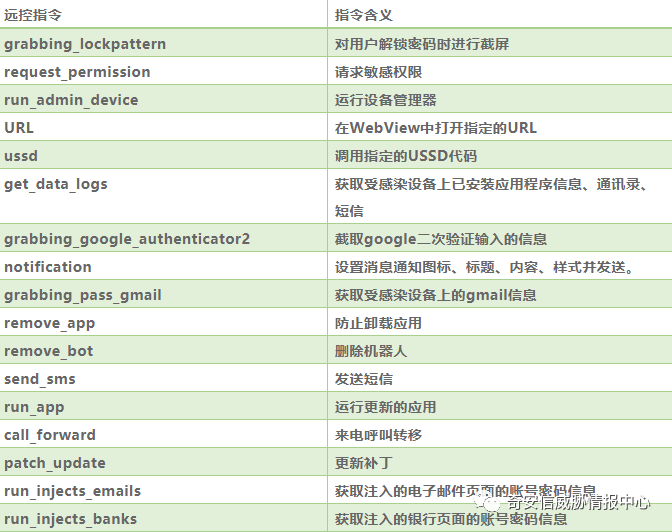 远控指令 指令含义
grabbing_lockpattern 对用户解锁密码时进行截屏
request_permission 请求敏感权限
run_admin_device 运行设备管理器
URL 在WebView中打开指定的URL
ussd 调用指定的USSD代码
get_data_logs 获取受感染设备上已安装应用程序信息、通讯录、
短信
grabbing_google_authenticator2 截取google二次验证输入的信息
notification 设置消息通知图标、标题、内容、样式并发送。
grabbing_pass_gmail 获取受感染设备上的gmail信息
remove_app 防止卸载应用
remove_bot 删除机器人
send_sms 发送短信
run_app 运行更新的应用
call_forward 来电呼叫转移
patch_update 更新补丁
run_injects_emails 获取注入的电子邮件页面的账号密码信息
奇安信威胁情报中心
run_injects_banks 获取注入的银行页面的账号密码信息